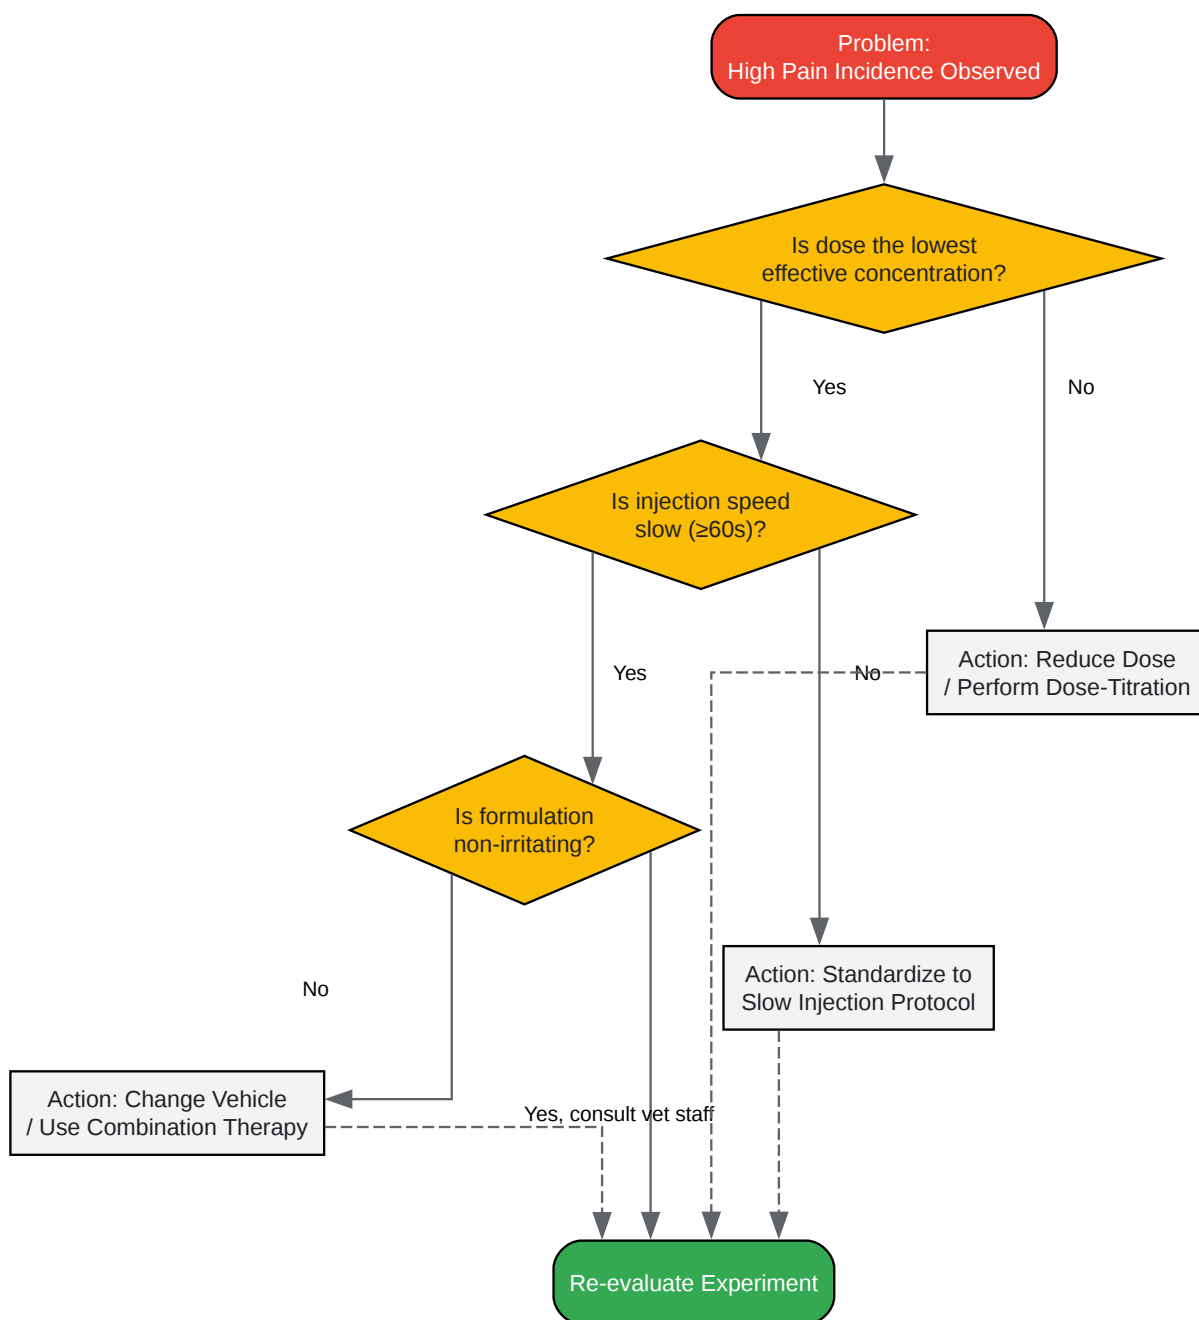 Problem:
High Pain Incidence Observed
Is dose the lowest
effective concentration?
Yes
No
Is injection speed
slow (≥60s)?
Yes
No
Action: Reduce Dose
/ Perform Dose-Titration
Is formulation
non-irritating?
No
Action: Standardize to
Slow Injection Protocol
Action: Change Vehicle
/ Use Combination Therapy
Yes, consult vet staff
Re-evaluate Experiment